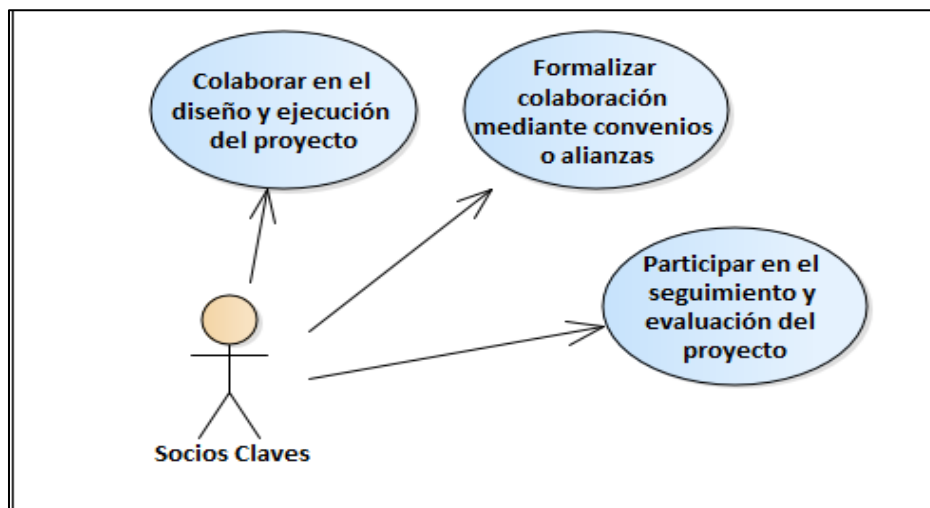 Colaborar en el
diseño y ejecución
del proyecto
Formalizar
colaboración
mediante convenios
o alianzas
Participar en el
seguimiento y
evaluación del
proyecto
Socios Claves